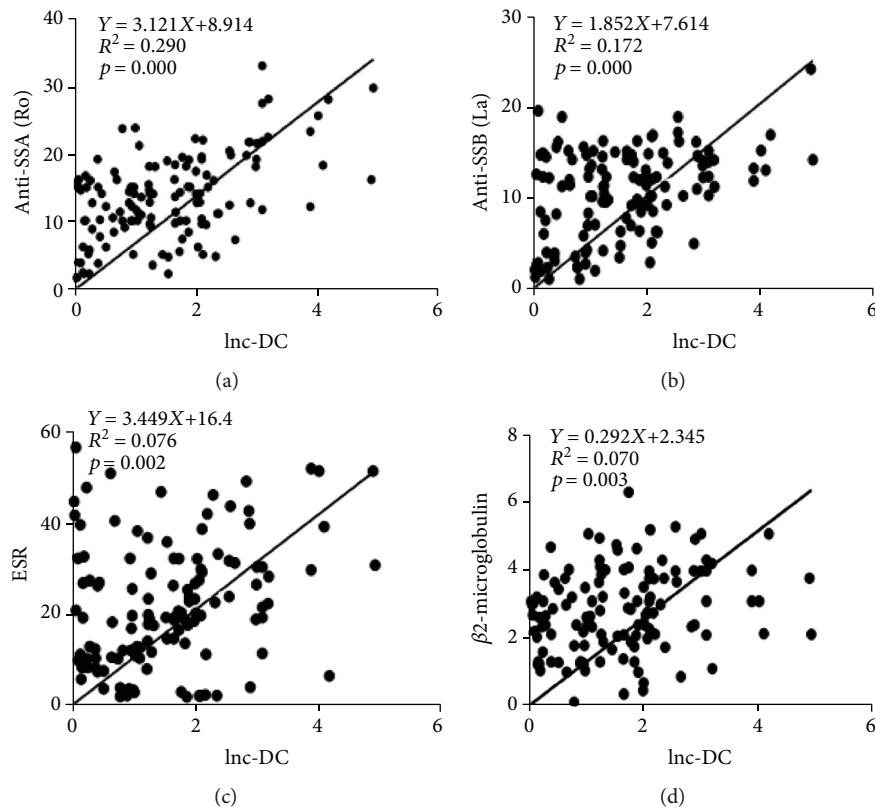 Y = 3.121X+8.914
R² = 0.290
p = 0.000
Anti-SSA (Ro)
40
30
20
10
0
0 2 4 6
lnc-DC
(a)
Y = 1.852X+7.614
R² = 0.172
p = 0.000
Anti-SSB (La)
30
20
10
0
0 2 4 6
lnc-DC
(b)
Y = 3.449X+16.4
R² = 0.076
p = 0.002
ESR
60
40
20
0
0 2 4 6
lnc-DC
(c)
Y = 0.292X+2.345
R² = 0.070
p = 0.003
β2-microglobulin
8
6
4
2
0
0 2 4 6
lnc-DC
(d)